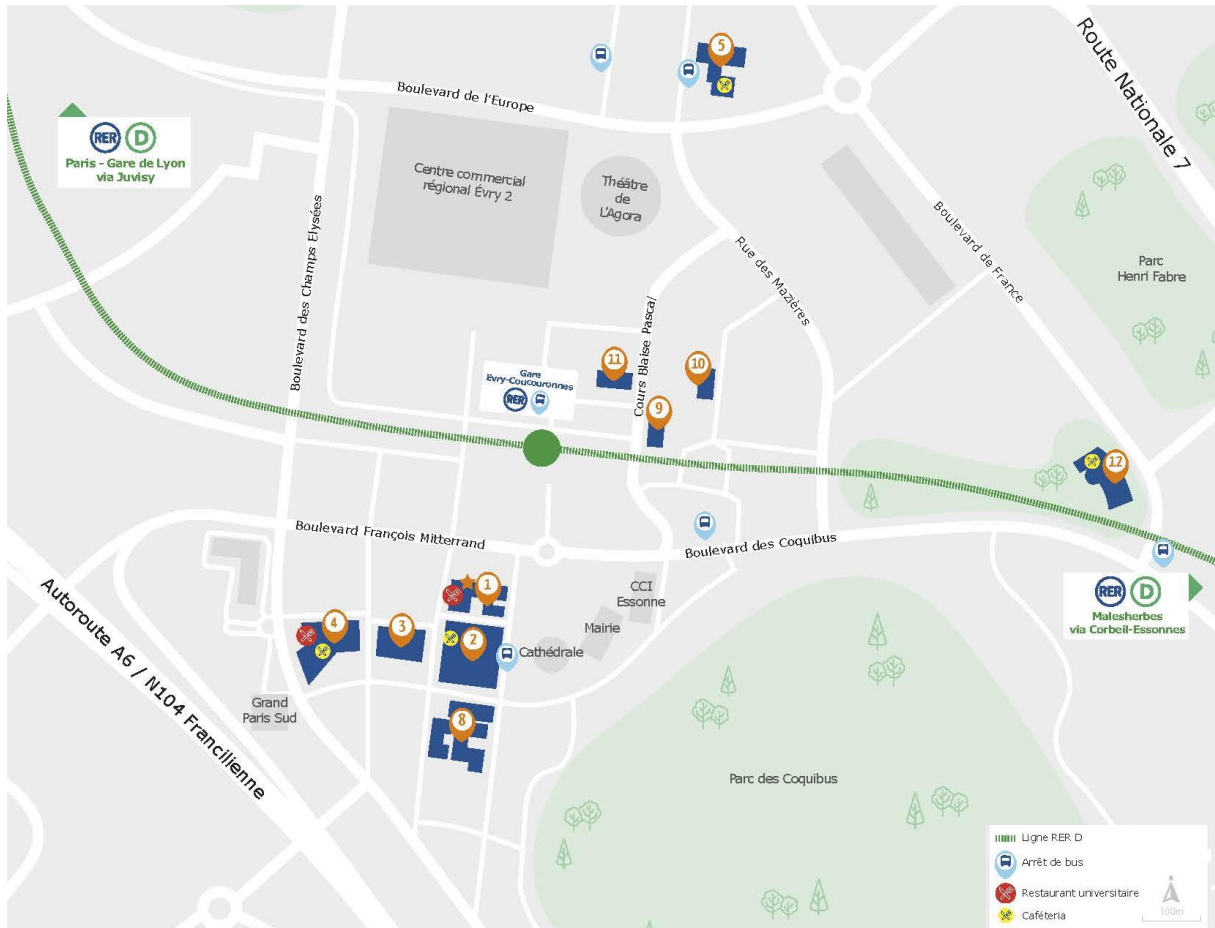 5
Route Nationale 7
Boulevard de l'Europe
RER D
Paris - Gare de Lyon
via Juvisy
Centre commercial
régional Évry 2
Théâtre
de
L'Agora
Boulevard des Champs Elysées
Rue des Mazières
Boulevard de France
Parc
Henri Fabre
Cours Blaise Pascal
Gare
Evry-Coucouronnes
RER
11
10
9
12
Boulevard François Mitterrand
Boulevard des Coquibus
Autoroute A6 / N104 Francilienne
1
CCI
Essonne
RER D
Malesherbes
via Corbeil-Essonnes
4
3
2
Mairie
Cathédrale
Grand
Paris Sud
8
Parc des Coquibus
Ligne RER D
Arrêt de bus
Restaurant universitaire
Caféteria
100m